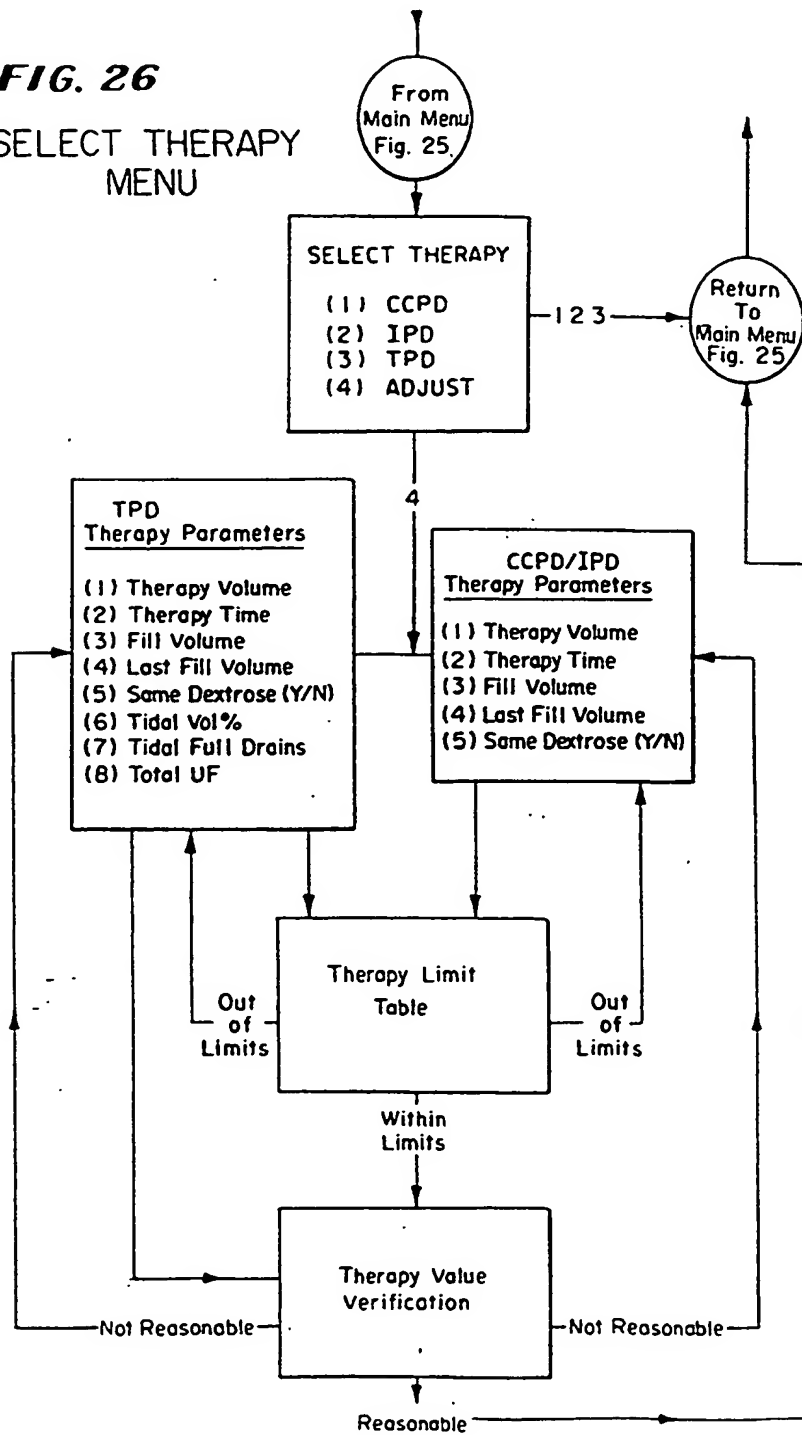 FIG. 26
SELECT THERAPY
MENU
From
Main Menu
Fig. 25
SELECT THERAPY
(1) CCPD
(2) IPD
(3) TPD
(4) ADJUST
1 2 3
Return
To
Main Menu
Fig. 25
4
TPD
Therapy Parameters
(1) Therapy Volume
(2) Therapy Time
(3) Fill Volume
(4) Last Fill Volume
(5) Same Dextrose (Y/N)
(6) Tidal Vol%
(7) Tidal Full Drains
(8) Total UF
CCPD/IPD
Therapy Parameters
(1) Therapy Volume
(2) Therapy Time
(3) Fill Volume
(4) Last Fill Volume
(5) Same Dextrose (Y/N)
Therapy Limit
Table
Out
of
Limits
Out
of
Limits
Within
Limits
Therapy Value
Verification
Not Reasonable
Not Reasonable
Reasonable